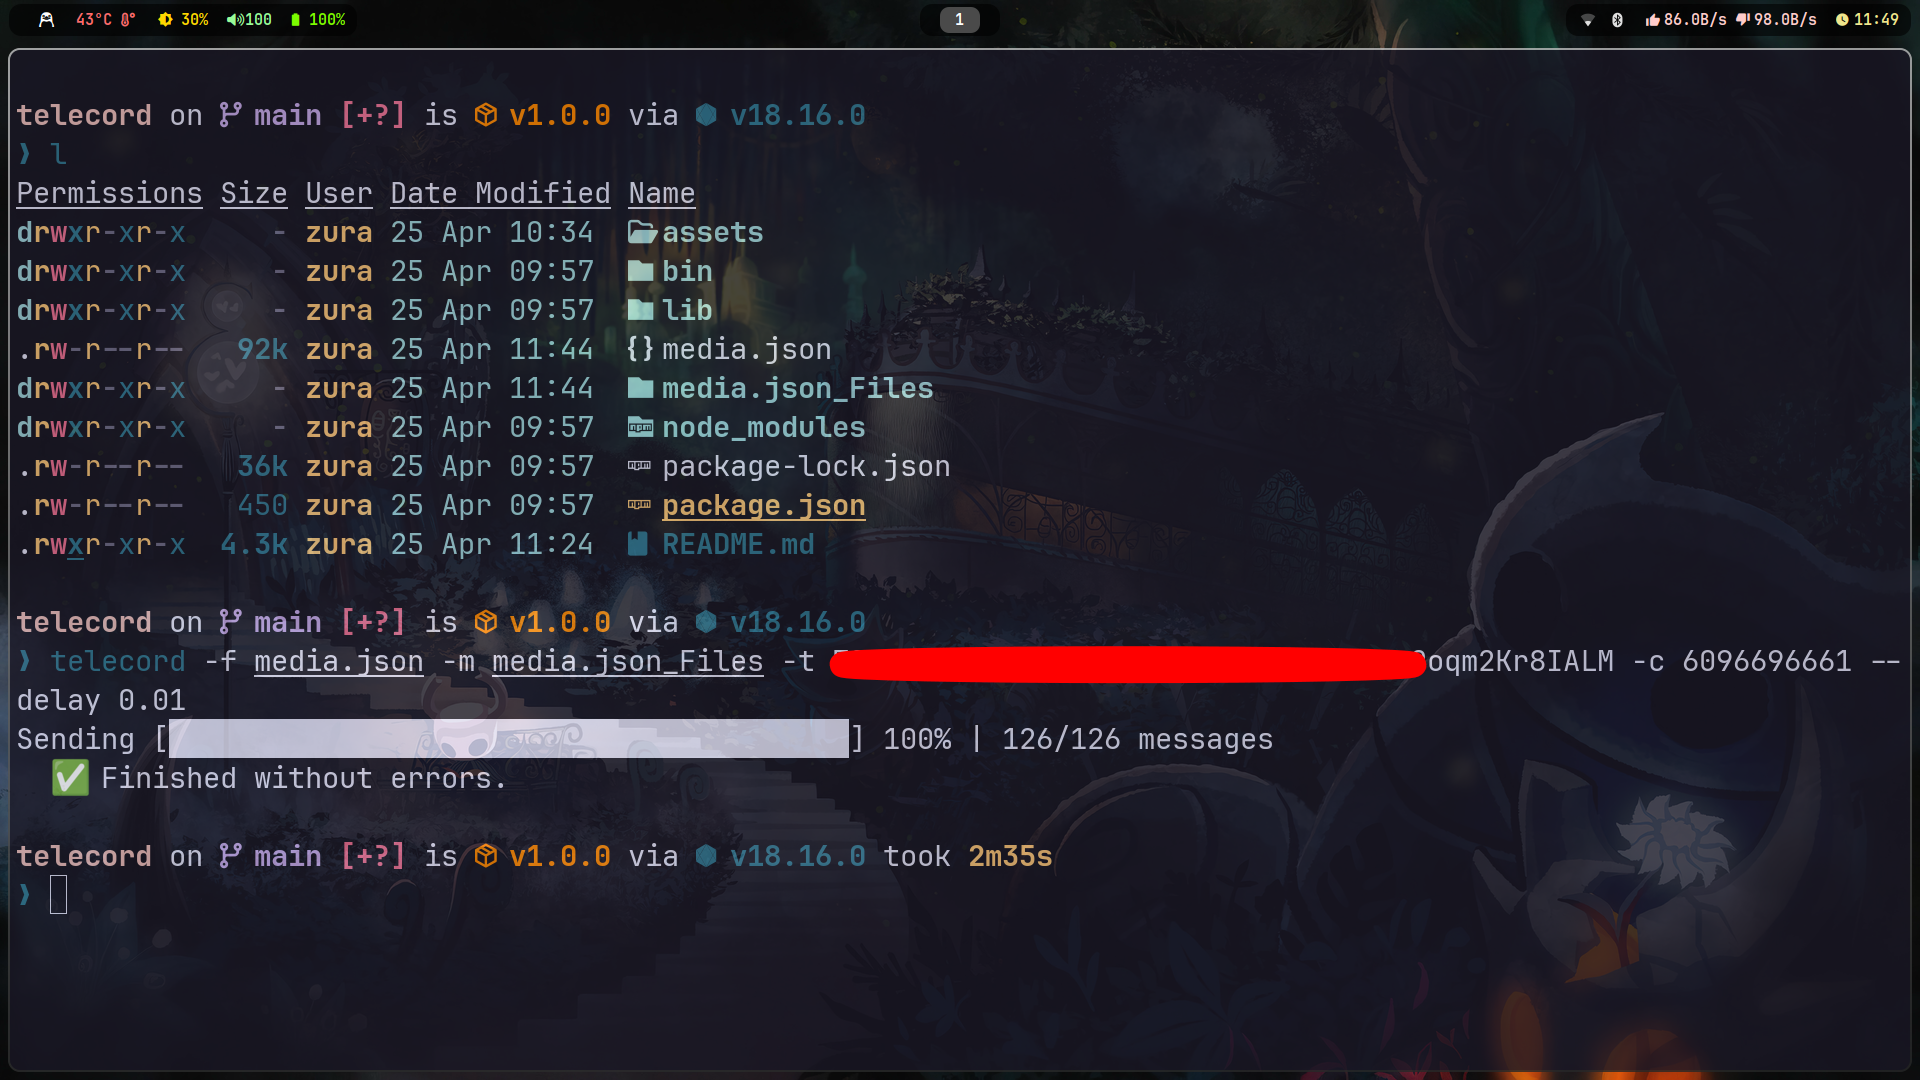 43°C 30% 100 100% 1 86.0B/s 98.0B/s 11:49
telecord on main [+?] is v1.0.0 via v18.16.0
❱ l
Permissions Size User Date Modified Name
drwxr-xr-x - zura 25 Apr 10:34 assets
drwxr-xr-x - zura 25 Apr 09:57 bin
drwxr-xr-x - zura 25 Apr 09:57 lib
.rw-r--r-- 92k zura 25 Apr 11:44 {} media.json
drwxr-xr-x - zura 25 Apr 11:44 media.json_Files
drwxr-xr-x - zura 25 Apr 09:57 node_modules
.rw-r--r-- 36k zura 25 Apr 09:57 npm package-lock.json
.rw-r--r-- 450 zura 25 Apr 09:57 npm package.json
.rwxr-xr-x 4.3k zura 25 Apr 11:24 README.md
telecord on main [+?] is v1.0.0 via v18.16.0
❱ telecord -f media.json -m media.json_Files -t oqm2Kr8IALM -c 6096696661 --
delay 0.01
Sending [ ] 100% | 126/126 messages
✅ Finished without errors.
telecord on main [+?] is v1.0.0 via v18.16.0 took 2m35s
❱